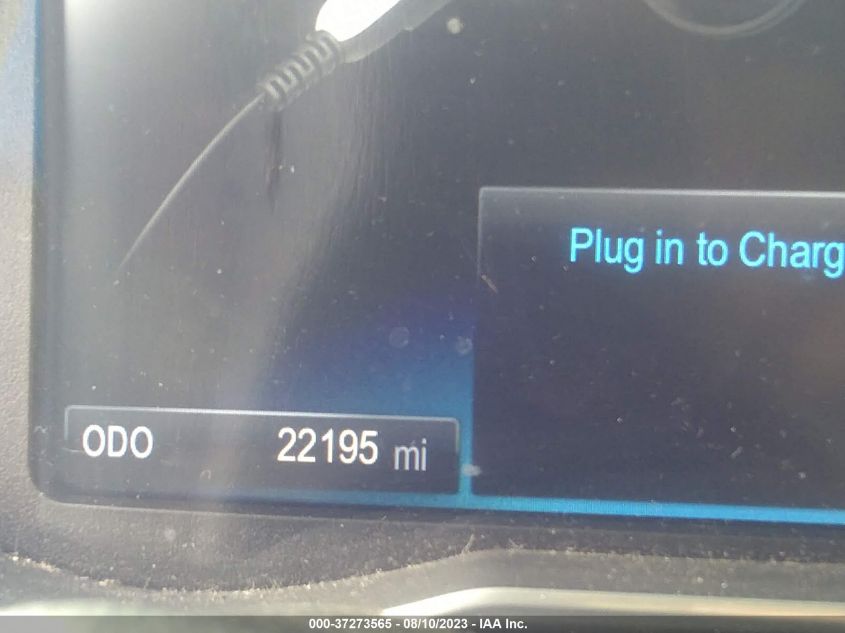 Plug in to Charg
ODO 22195 mi
000-37273565 - 08/10/2023 - IAA Inc.